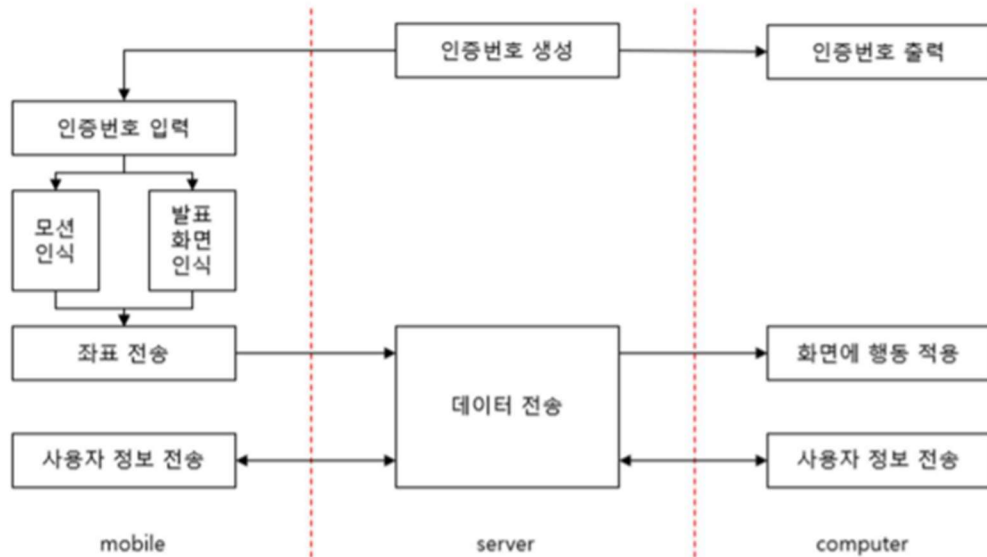 인증번호 생성
인증번호 출력
인증번호 입력
모션
인식
발표
화면
인식
좌표 전송
데이터 전송
화면에 행동 적용
사용자 정보 전송
사용자 정보 전송
mobile
server
computer